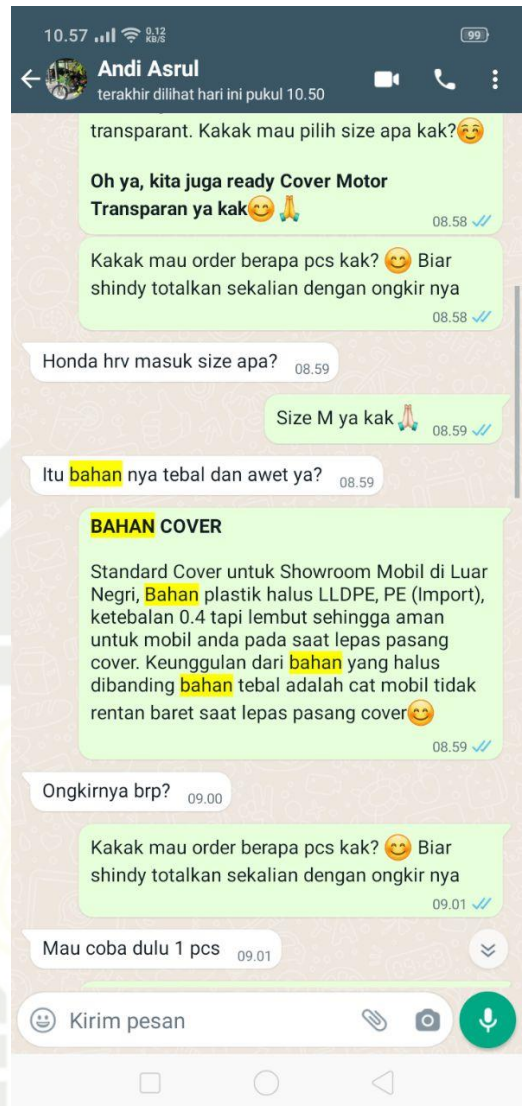 10.57 0.12 KB/S 99
Andi Asrul
terakhir dilihat hari ini pukul 10.50
transparant. Kakak mau pilih size apa kak?😊
Oh ya, kita juga ready Cover Motor
Transparan ya kak😊🙏
08.58
Kakak mau order berapa pcs kak? 😊 Biar
shindy totalkan sekalian dengan ongkir nya
08.58
Honda hrv masuk size apa? 08.59
Size M ya kak🙏 08.59
Itu bahan nya tebal dan awet ya? 08.59
BAHAN COVER
Standard Cover untuk Showroom Mobil di Luar
Negri, Bahan plastik halus LLDPE, PE (Import),
ketebalan 0.4 tapi lembut sehingga aman
untuk mobil anda pada saat lepas pasang
cover. Keunggulan dari bahan yang halus
dibanding bahan tebal adalah cat mobil tidak
rentan baret saat lepas pasang cover😊
08.59
Ongkirnya brp? 09.00
Kakak mau order berapa pcs kak? 😊 Biar
shindy totalkan sekalian dengan ongkir nya
09.01
Mau coba dulu 1 pcs 09.01
Kirim pesan